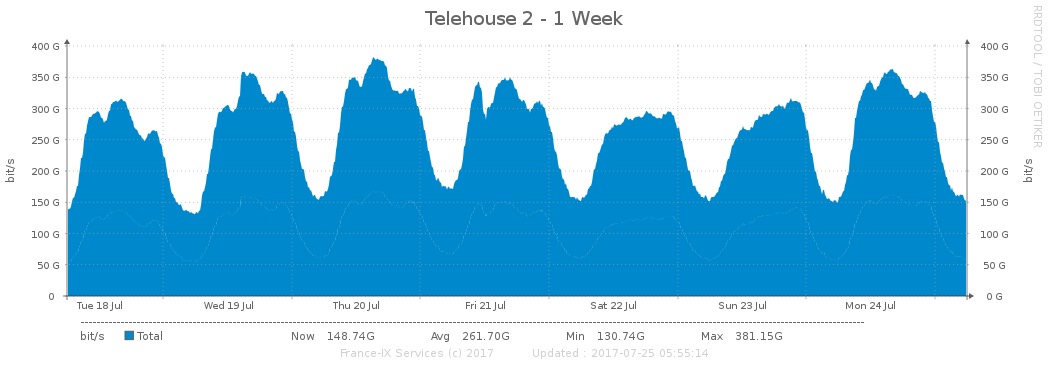 Telehouse 2 - 1 Week
RRDTOOL / TOBI OETIKER
400 G 400 G
350 G 350 G
300 G 300 G
250 G 250 G
200 G 200 G
150 G 150 G
100 G 100 G
50 G 50 G
0 0 G
bit/s
bit/s
Tue 18 Jul Wed 19 Jul Thu 20 Jul Fri 21 Jul Sat 22 Jul Sun 23 Jul Mon 24 Jul
bit/s Total Now 148.74G Avg 261.70G Min 130.74G Max 381.15G
France-IX Services (c) 2017 Updated : 2017-07-25 05:55:14